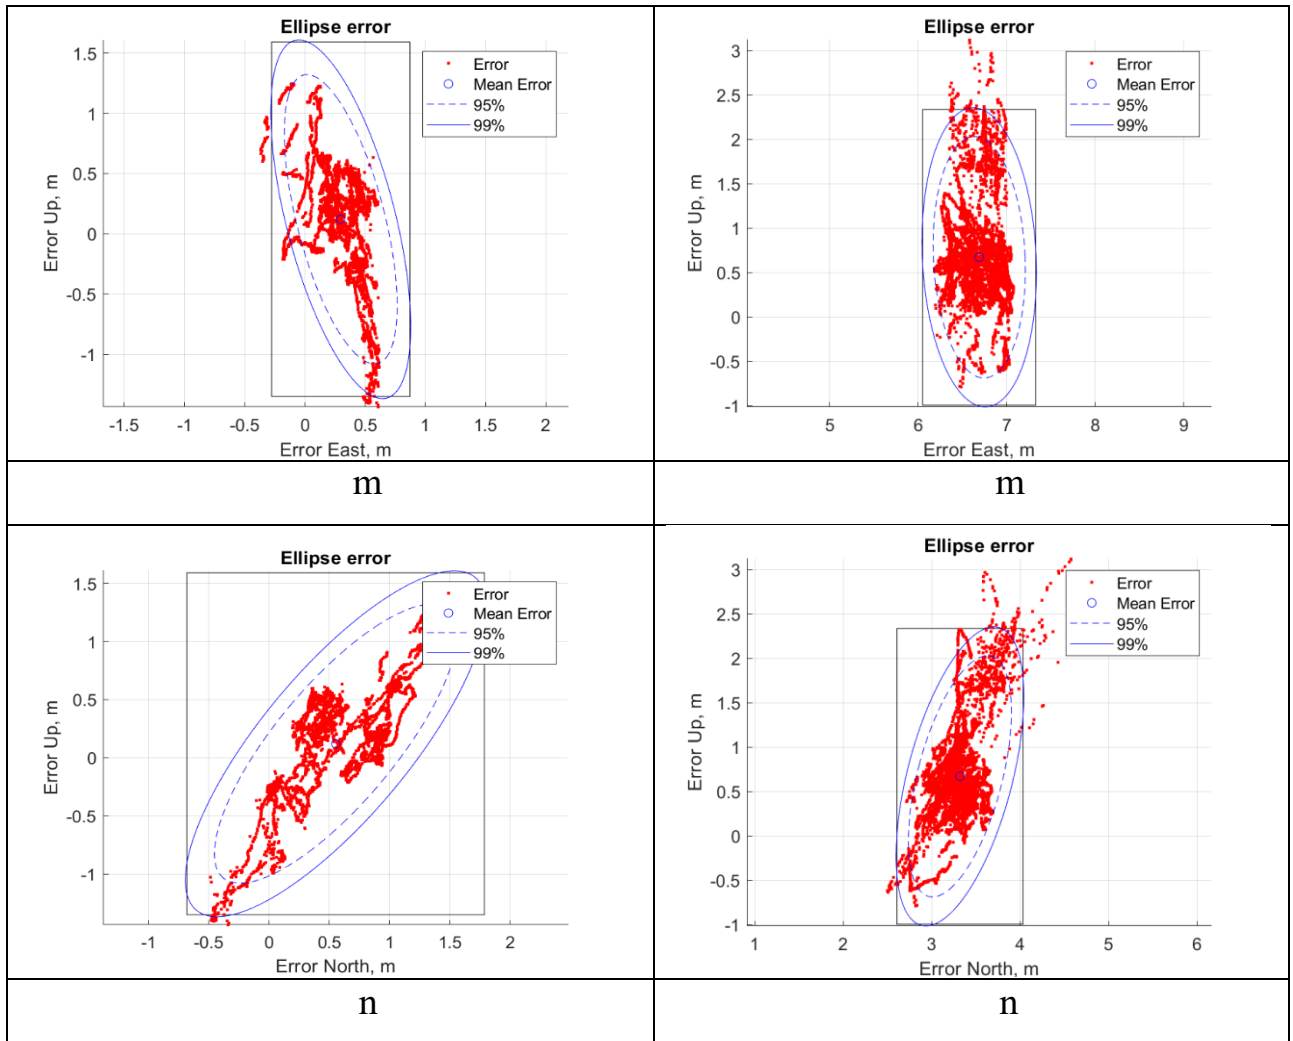 Ellipse error
1.5
1
0.5
0
-0.5
-1
Error Up, m
-1.5 -1 -0.5 0 0.5 1 1.5 2
Error East, m
Error
Mean Error
95%
99%
Ellipse error
3
2.5
2
1.5
1
0.5
0
-0.5
-1
Error Up, m
5 6 7 8 9
Error East, m
Error
Mean Error
95%
99%
m
m
Ellipse error
1.5
1
0.5
0
-0.5
-1
Error Up, m
-1 -0.5 0 0.5 1 1.5 2
Error North, m
Error
Mean Error
95%
99%
Ellipse error
3
2.5
2
1.5
1
0.5
0
-0.5
-1
Error Up, m
1 2 3 4 5 6
Error North, m
Error
Mean Error
95%
99%
n
n